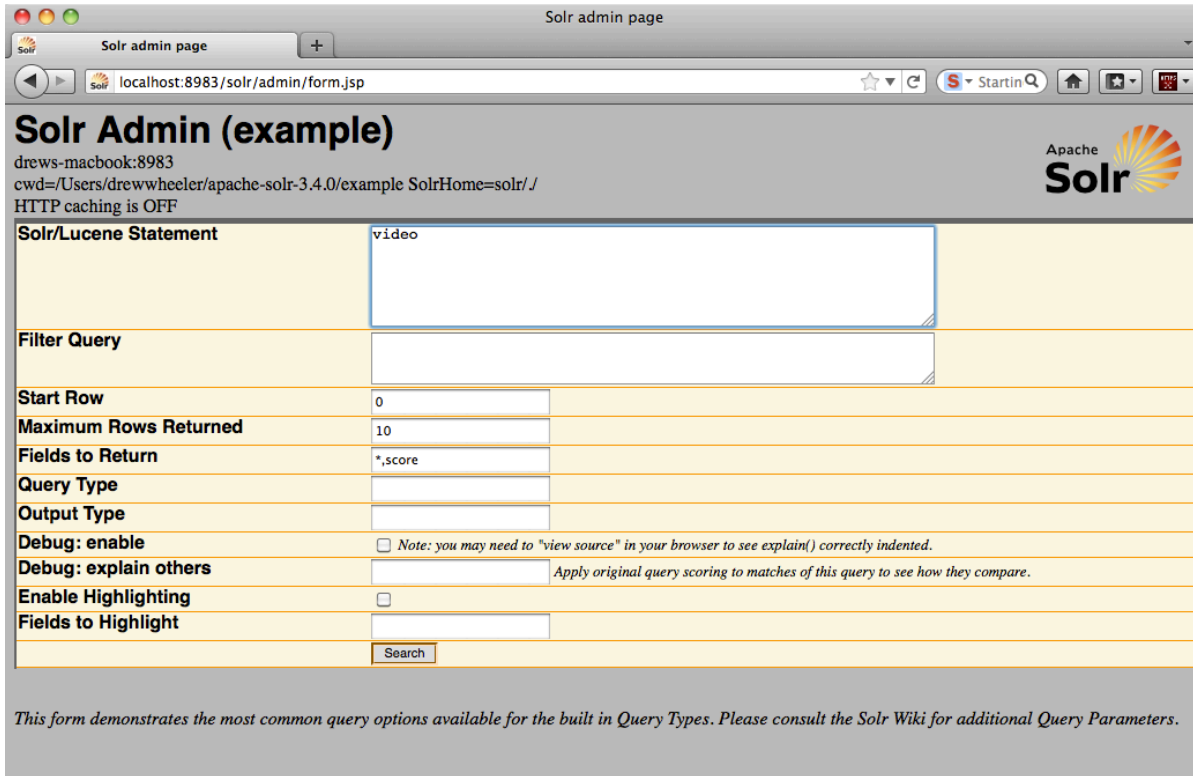 Solr admin page
Solr
Solr admin page
+
Solr
localhost:8983/solr/admin/form.jsp
S
Startin
HTTPS
Solr Admin (example)
drews-macbook:8983
cwd=/Users/drewwheeler/apache-solr-3.4.0/example SolrHome=solr/./
HTTP caching is OFF
Apache
Solr
Solr/Lucene Statement
video
Filter Query
Start Row
0
Maximum Rows Returned
10
Fields to Return
*,score
Query Type
Output Type
Debug: enable
Note: you may need to "view source" in your browser to see explain() correctly indented.
Debug: explain others
Apply original query scoring to matches of this query to see how they compare.
Enable Highlighting
Fields to Highlight
Search
This form demonstrates the most common query options available for the built in Query Types. Please consult the Solr Wiki for additional Query Parameters.